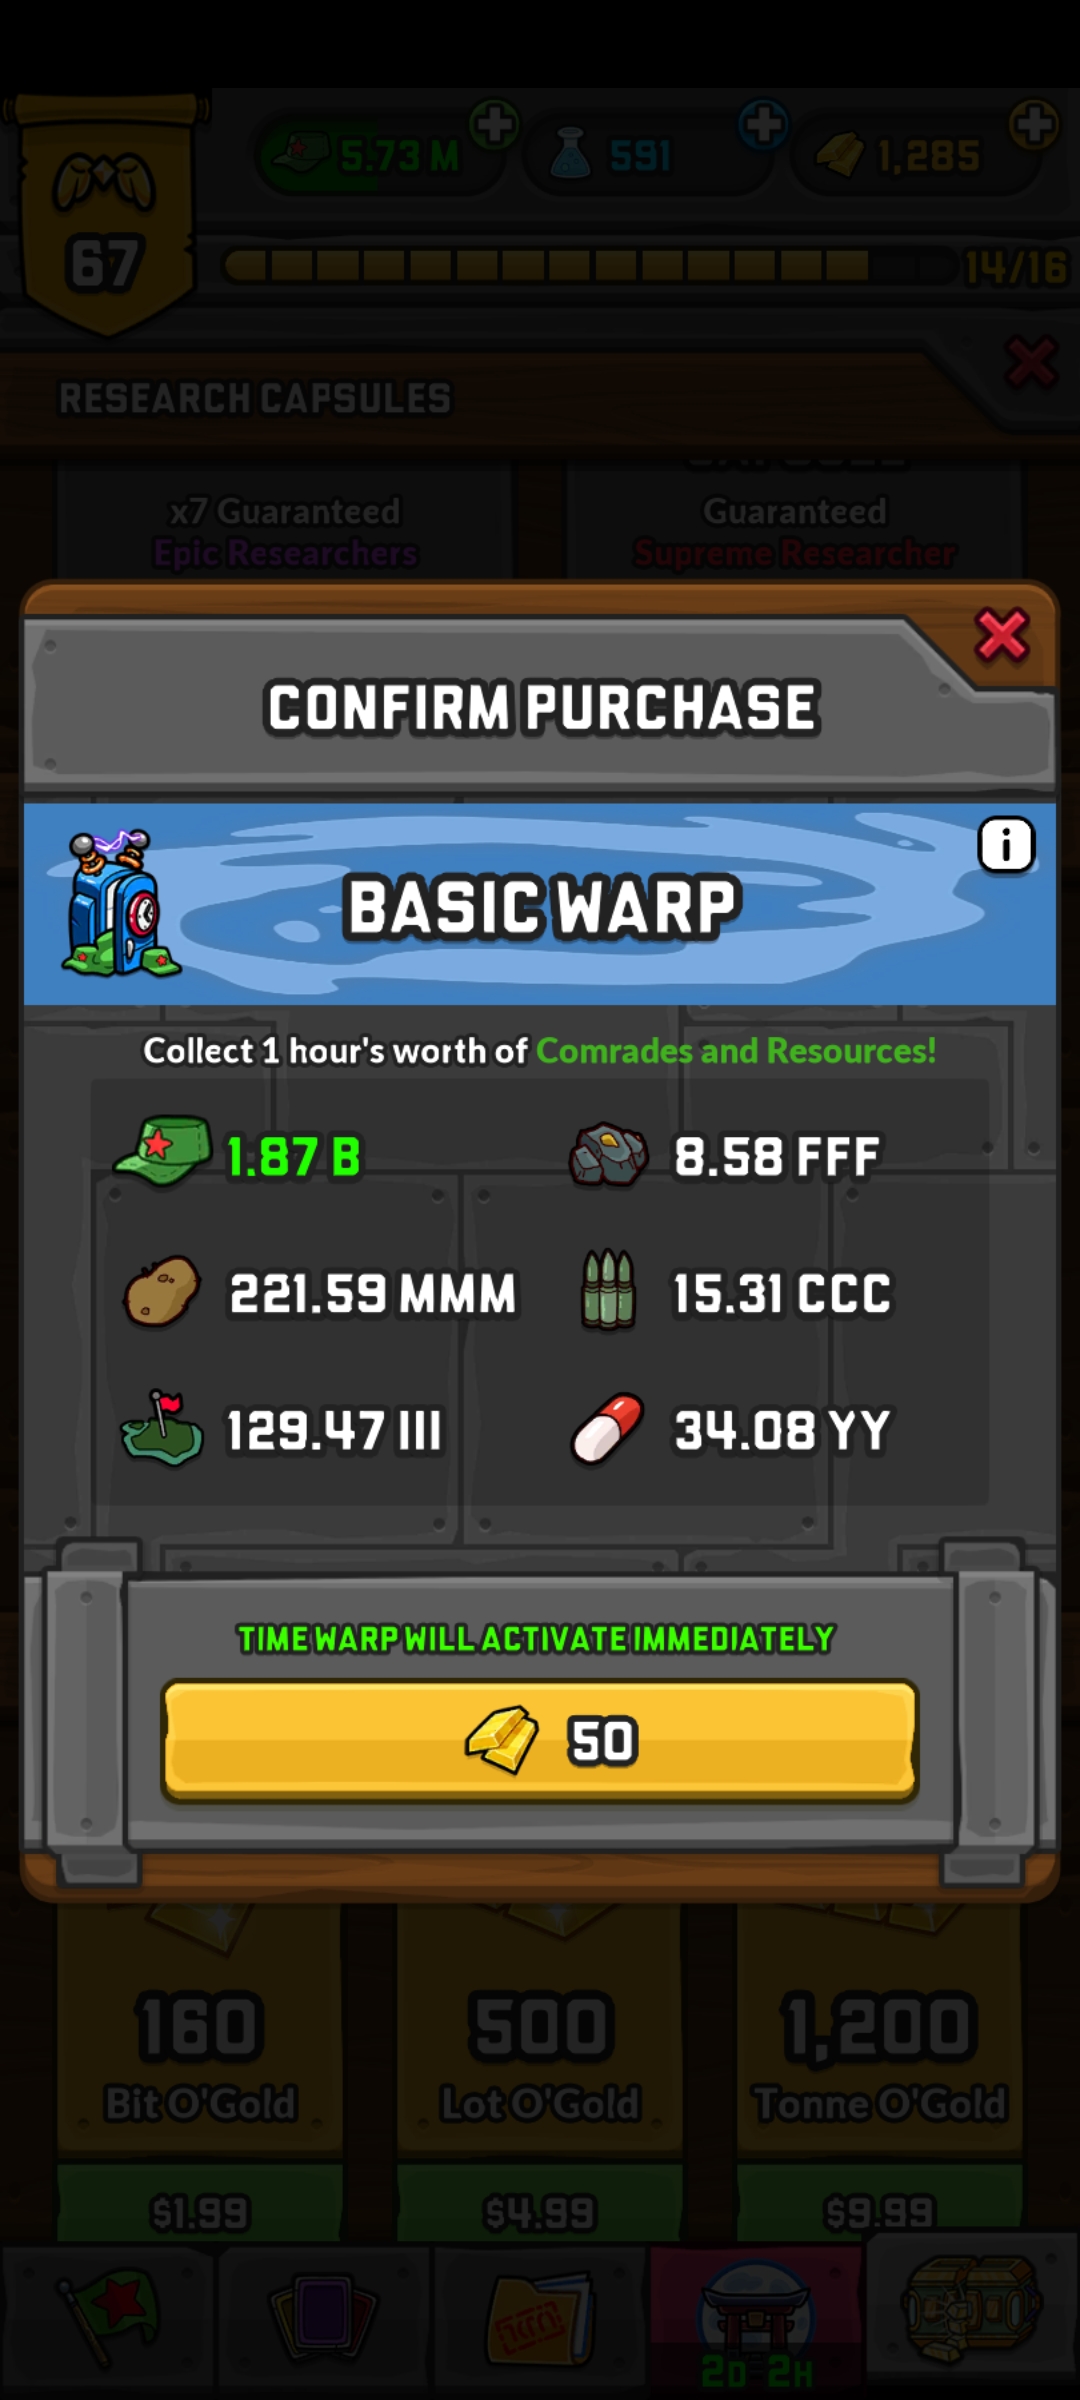 5.73 M
591
1,285
67
14/16
RESEARCH CAPSULES
x7 Guaranteed
Epic Researchers
Guaranteed
Supreme Researcher
CONFIRM PURCHASE
BASIC WARP
i
Collect 1 hour's worth of Comrades and Resources!
1.87 B
8.58 FFF
221.59 MMM
15.31 CCC
129.47 III
34.08 YY
TIME WARP WILL ACTIVATE IMMEDIATELY
50
160
500
1,200
Bit O'Gold
Lot O'Gold
Tonne O'Gold
$1.99
$4.99
$9.99
2D 2H